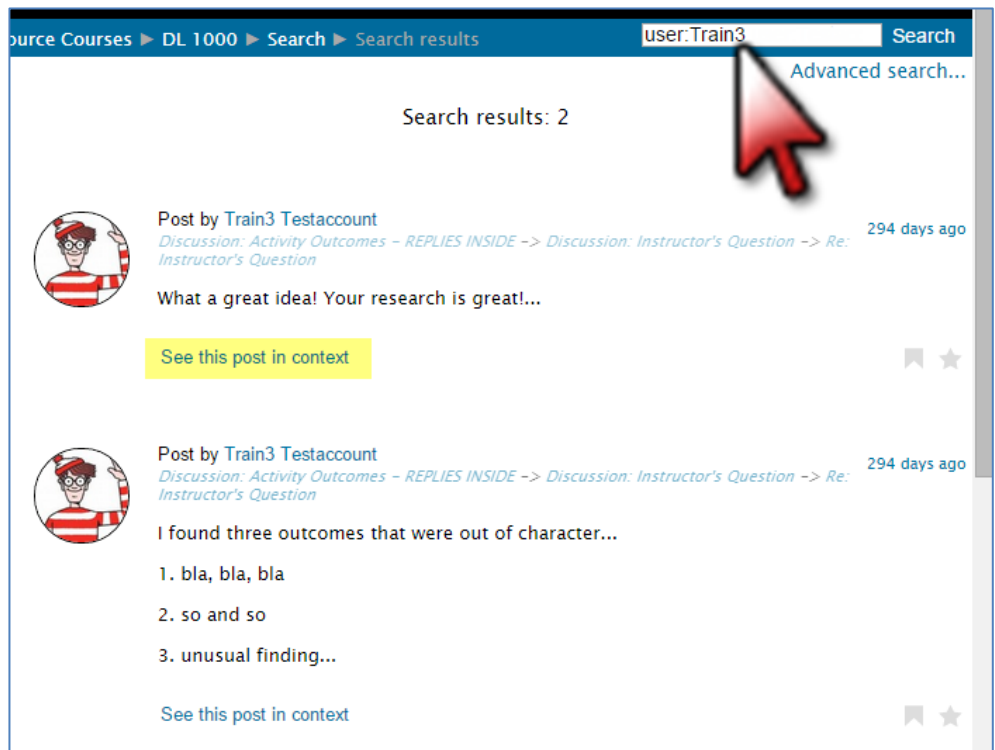 ource Courses ▶ DL 1000 ▶ Search ▶ Search results user:Train3 Search
Advanced search...
Search results: 2
Post by Train3 Testaccount
294 days ago
Discussion: Activity Outcomes – REPLIES INSIDE -> Discussion: Instructor's Question -> Re:
Instructor's Question
What a great idea! Your research is great!...
See this post in context
Post by Train3 Testaccount
294 days ago
Discussion: Activity Outcomes – REPLIES INSIDE -> Discussion: Instructor's Question -> Re:
Instructor's Question
I found three outcomes that were out of character...
1. bla, bla, bla
2. so and so
3. unusual finding...
See this post in context